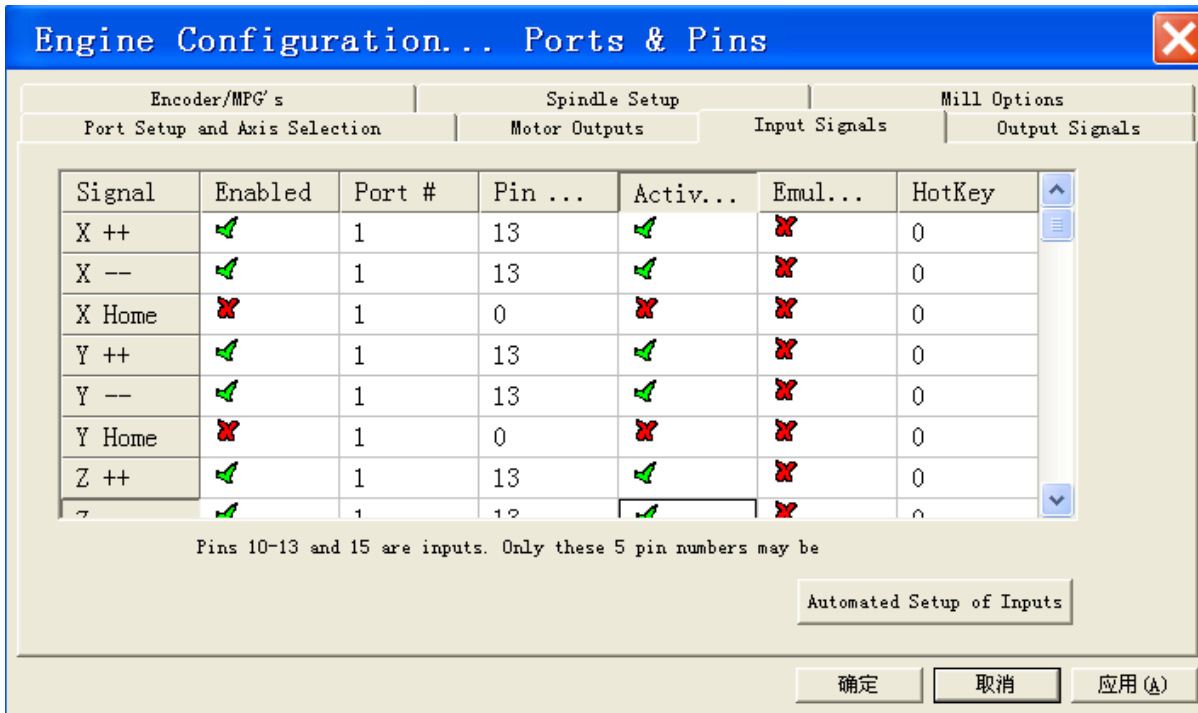 Engine Configuration... Ports & Pins
Encoder/MPG's Spindle Setup Mill Options
Port Setup and Axis Selection Motor Outputs Input Signals Output Signals
Signal Enabled Port # Pin ... Activ... Emul... HotKey
X ++ 1 13 0
X -- 1 13 0
X Home 1 0 0
Y ++ 1 13 0
Y -- 1 13 0
Y Home 1 0 0
Z ++ 1 13 0
Z 1 13 0
Pins 10-13 and 15 are inputs. Only these 5 pin numbers may be
Automated Setup of Inputs
确定 取消 应用(A)